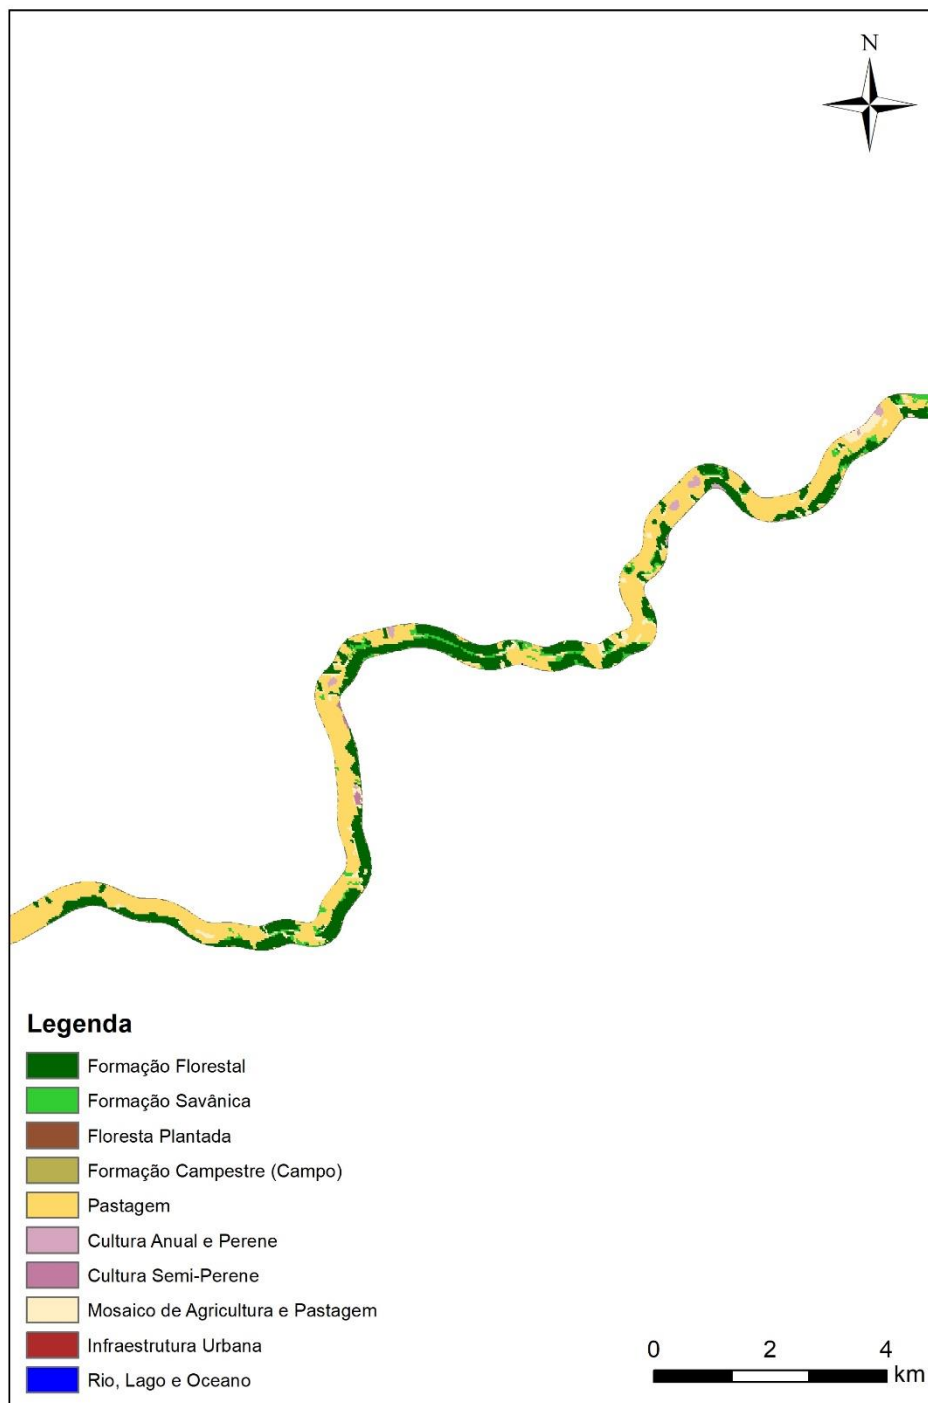 N
Legenda
Formação Florestal
Formação Savânica
Floresta Plantada
Formação Campestre (Campo)
Pastagem
Cultura Anual e Perene
Cultura Semi-Perene
Mosaico de Agricultura e Pastagem
Infraestrutura Urbana
Rio, Lago e Oceano
0 2 4
km